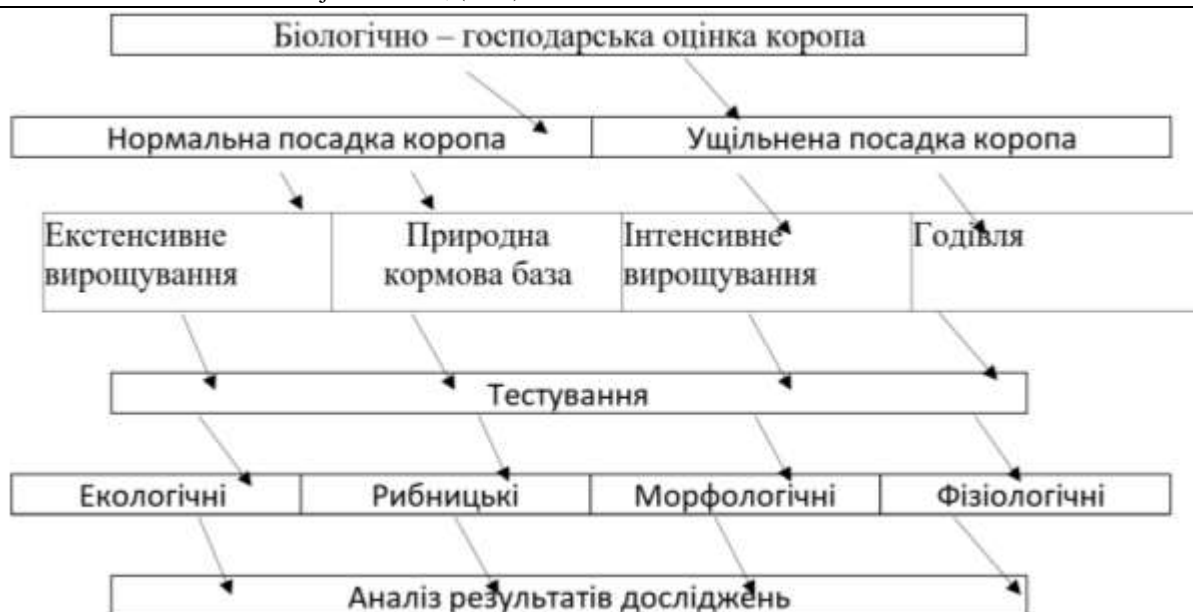 Біологічно – господарська оцінка коропа
Нормальна посадка коропа
Ущільнена посадка коропа
Екстенсивне
вирощування
Природна
кормова база
Інтенсивне
вирощування
Годівля
Тестування
Екологічні
Рибницькі
Морфологічні
Фізіологічні
Аналіз результатів досліджень